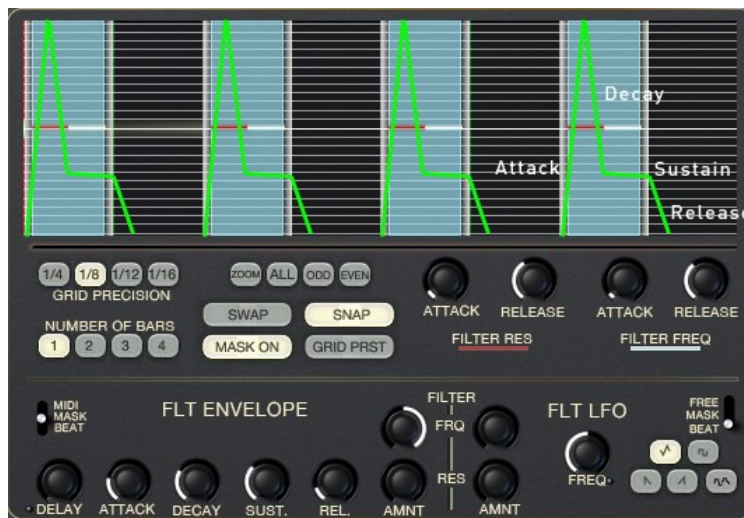 Decay
Attack
Sustain
Release
1/4 1/8 1/12 1/16
GRID PRECISION
ZOOM ALL ODD EVEN
NUMBER OF BARS
1 2 3 4
SWAP SNAP
MASK ON GRID PRST
ATTACK RELEASE ATTACK RELEASE
FILTER RES FILTER FREQ
MIDI
MASK
BEAT
FLT ENVELOPE
FILTER
FRQ
RES
FLT LFO
FREE
MASK
BEAT
FREQ
DELAY ATTACK DECAY SUST. REL. AMNT AMNT